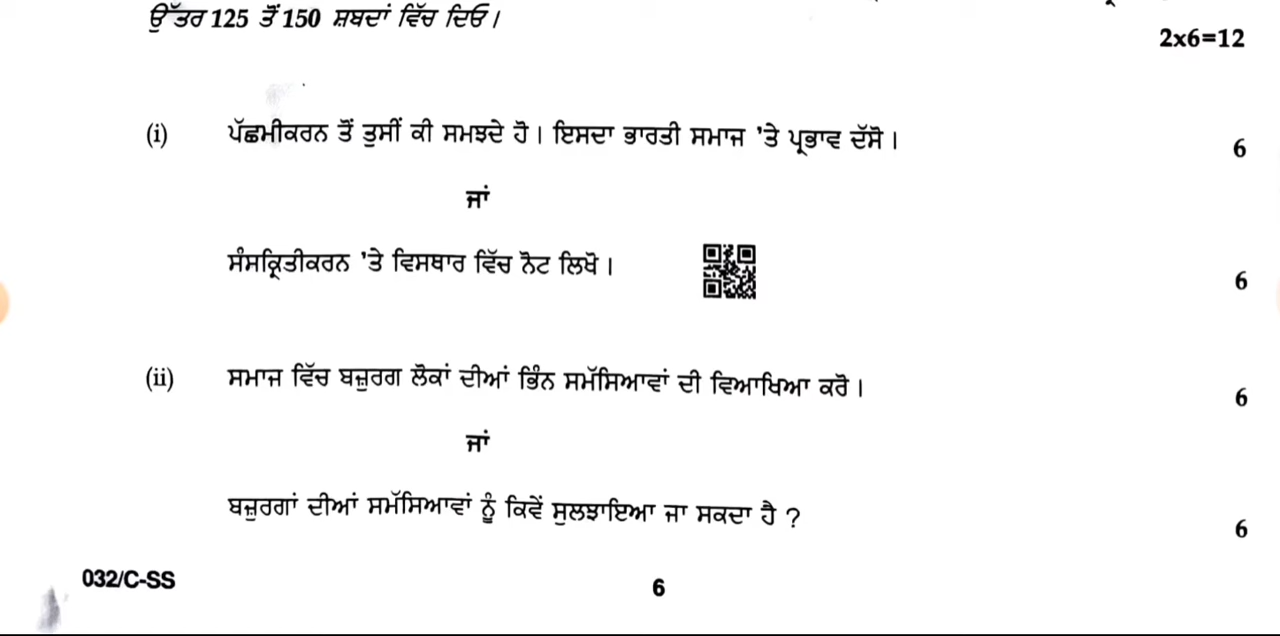 ਉੱਤਰ 125 ਤੋਂ 150 ਸ਼ਬਦਾਂ ਵਿੱਚ ਦਿਓ।
2x6=12
(i) ਪੱਛਮੀਕਰਨ ਤੋਂ ਤੁਸੀਂ ਕੀ ਸਮਝਦੇ ਹੋ। ਇਸਦਾ ਭਾਰਤੀ ਸਮਾਜ 'ਤੇ ਪ੍ਰਭਾਵ ਦੱਸੋ। 6
ਜਾਂ
ਸੰਸਕ੍ਰਿਤੀਕਰਨ 'ਤੇ ਵਿਸਥਾਰ ਵਿੱਚ ਨੋਟ ਲਿਖੋ। 6
(ii) ਸਮਾਜ ਵਿੱਚ ਬਜ਼ੁਰਗ ਲੋਕਾਂ ਦੀਆਂ ਭਿੰਨ ਸਮੱਸਿਆਵਾਂ ਦੀ ਵਿਆਖਿਆ ਕਰੋ। 6
ਜਾਂ
ਬਜ਼ੁਰਗਾਂ ਦੀਆਂ ਸਮੱਸਿਆਵਾਂ ਨੂੰ ਕਿਵੇਂ ਸੁਲਝਾਇਆ ਜਾ ਸਕਦਾ ਹੈ ? 6
032/C-SS 6